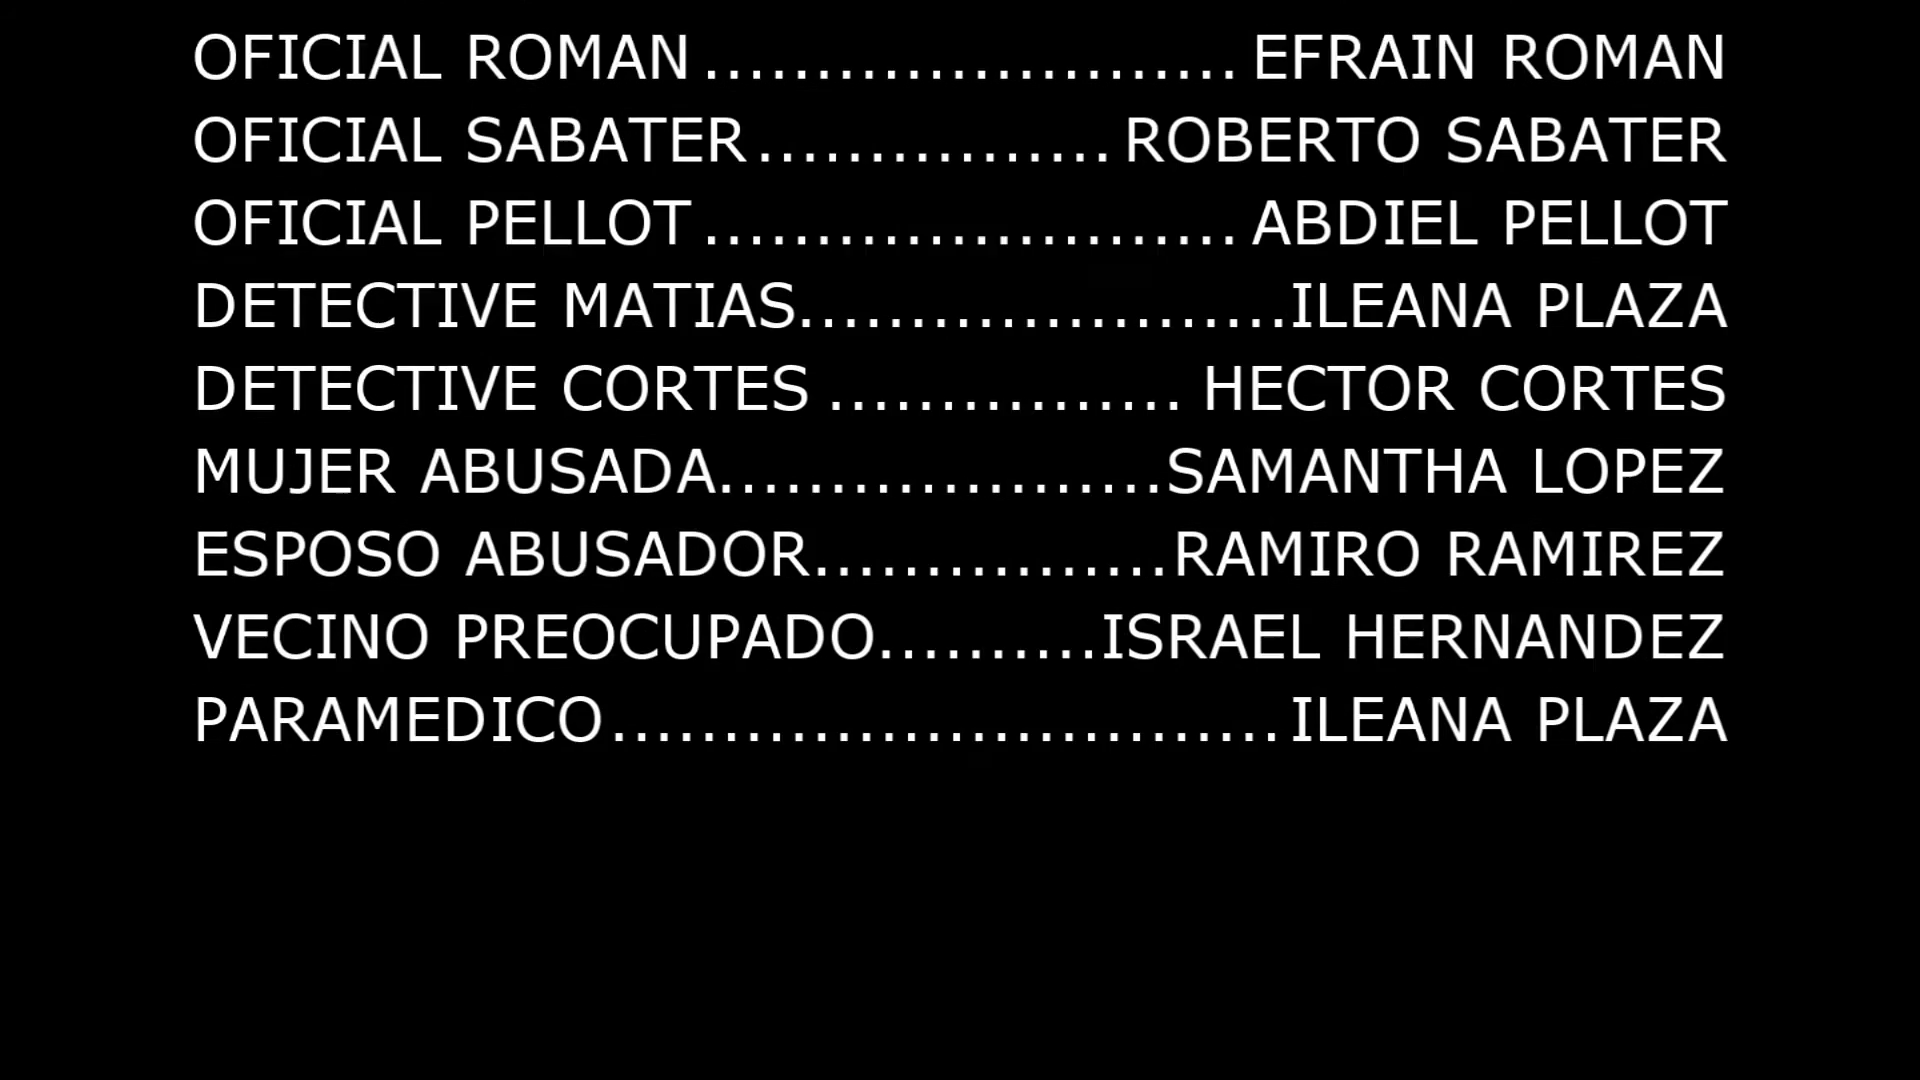 OFICIAL ROMAN........................EFRAIN ROMAN
OFICIAL SABATER................ROBERTO SABATER
OFICIAL PELLOT........................ABDIEL PELLOT
DETECTIVE MATIAS......................ILEANA PLAZA
DETECTIVE CORTES ................ HECTOR CORTES
MUJER ABUSADA....................SAMANTHA LOPEZ
ESPOSO ABUSADOR................RAMIRO RAMIREZ
VECINO PREOCUPADO..........ISRAEL HERNANDEZ
PARAMEDICO..............................ILEANA PLAZA